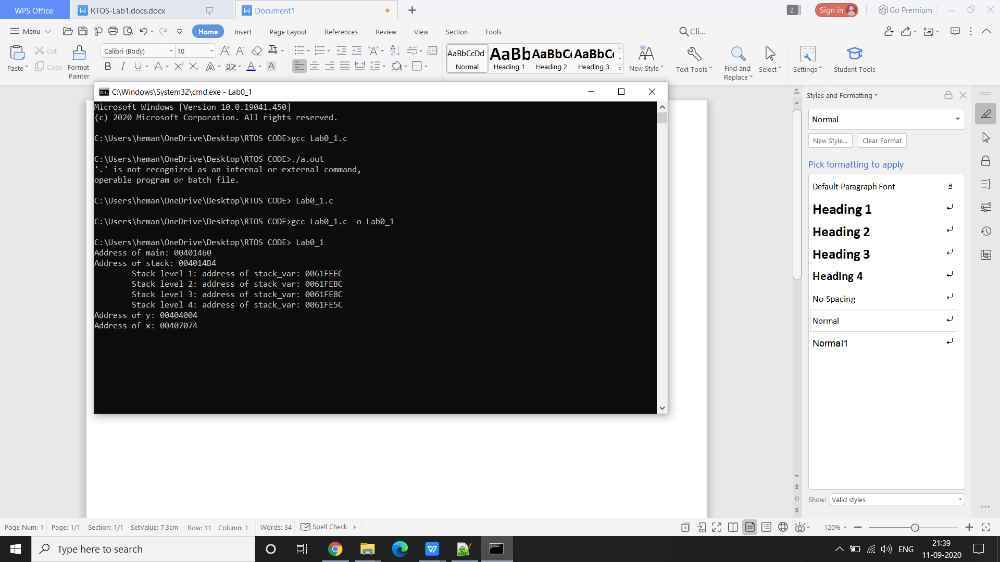 WPS Office
RTOS-Lab1.docs.docx
Document1
2
Sign in
Go Premium
Menu
Home
Insert
Page Layout
References
Review
View
Section
Tools
Cli...
Paste
Cut
Copy
Format
Painter
Calibri (Body)
10
AaBbCcDd
Normal
AaBb
Heading 1
AaBbCc
Heading 2
AaBbCc
Heading 3
New Style
Text Tools
Find and
Replace
Select
Settings
Student Tools
C:\Windows\System32\cmd.exe - Lab0_1
Microsoft Windows [Version 10.0.19041.450]
(c) 2020 Microsoft Corporation. All rights reserved.
C:\Users\heman\OneDrive\Desktop\RTOS CODE>gcc Lab0_1.c
C:\Users\heman\OneDrive\Desktop\RTOS CODE>./a.out
'.' is not recognized as an internal or external command,
operable program or batch file.
C:\Users\heman\OneDrive\Desktop\RTOS CODE> Lab0_1.c
C:\Users\heman\OneDrive\Desktop\RTOS CODE>gcc Lab0_1.c -o Lab0_1
C:\Users\heman\OneDrive\Desktop\RTOS CODE> Lab0_1
Address of main: 00401460
Address of stack: 004014B4
Stack level 1: address of stack_var: 0061FEEC
Stack level 2: address of stack_var: 0061FEBC
Stack level 3: address of stack_var: 0061FE8C
Stack level 4: address of stack_var: 0061FE5C
Address of y: 00404004
Address of x: 00407074
Styles and Formatting
Normal
New Style...
Clear Format
Pick formatting to apply
Default Paragraph Font
a
Heading 1
Heading 2
Heading 3
Heading 4
No Spacing
Normal
Normal1
Show:
Valid styles
Page Num: 1
Page: 1/1
Section: 1/1
SetValue: 7.3cm
Row: 11
Column: 1
Words: 34
Spell Check
120%
Type here to search
ENG
21:39
11-09-2020